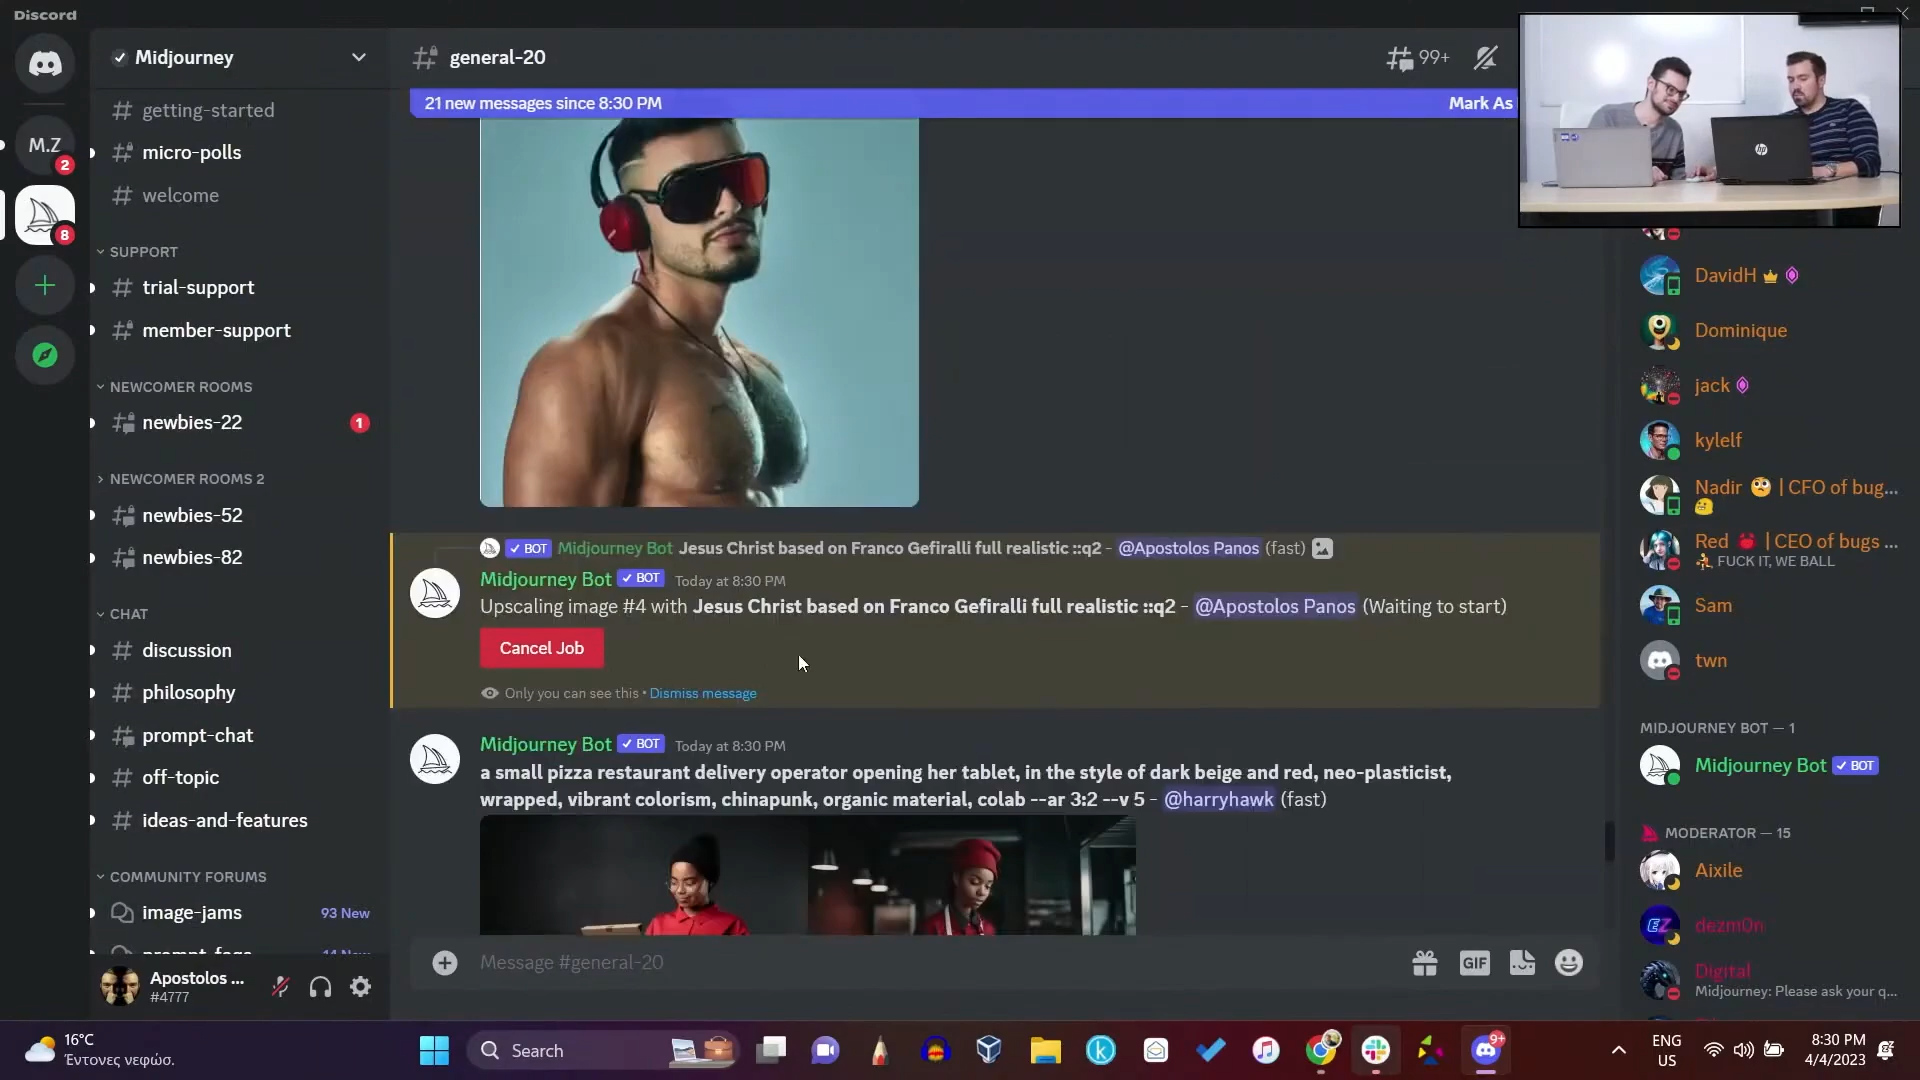 Discord
Midjourney
general-20
99+
21 new messages since 8:30 PM
Mark As
getting-started
M.Z
2
micro-polls
welcome
8
SUPPORT
trial-support
member-support
NEWCOMER ROOMS
newbies-22
1
NEWCOMER ROOMS 2
newbies-52
newbies-82
CHAT
discussion
philosophy
prompt-chat
off-topic
ideas-and-features
COMMUNITY FORUMS
image-jams
93 New
Apostolos ...
#4777
BOT Midjourney Bot Jesus Christ based on Franco Gefiralli full realistic ::q2 - @Apostolos Panos (fast)
Midjourney Bot BOT Today at 8:30 PM
Upscaling image #4 with Jesus Christ based on Franco Gefiralli full realistic ::q2 - @Apostolos Panos (Waiting to start)
Cancel Job
Only you can see this • Dismiss message
Midjourney Bot BOT Today at 8:30 PM
a small pizza restaurant delivery operator opening her tablet, in the style of dark beige and red, neo-plasticist,
wrapped, vibrant colorism, chinapunk, organic material, colab --ar 3:2 --v 5 - @harryhawk (fast)
Message #general-20
GIF
hp
DavidH
Dominique
jack
kylelf
Nadir | CFO of bug...
Red | CEO of bugs ...
, FUCK IT, WE BALL
Sam
twn
MIDJOURNEY BOT — 1
Midjourney Bot BOT
MODERATOR — 15
Aixile
EZ
dezm0n
Digital
Midjourney: Please ask your q...
16°C
Έντονες νεφώσ.
Search
9+
ENG
US
8:30 PM
4/4/2023